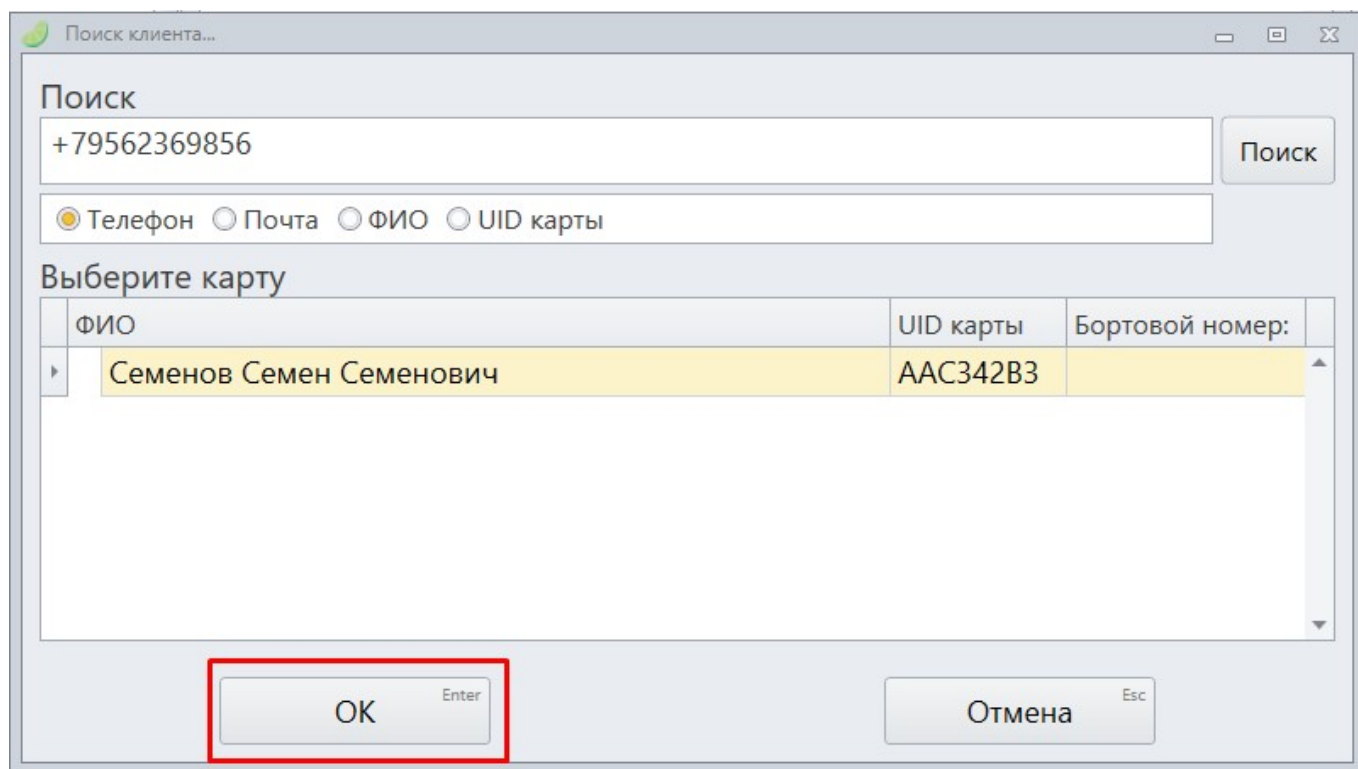 Поиск клиента...
Поиск
+79562369856
Поиск
Телефон Почта ФИО UID карты
Выберите карту
ФИО UID карты Бортовой номер:
Семенов Семен Семенович AAC342B3
OK Enter
Отмена Esc